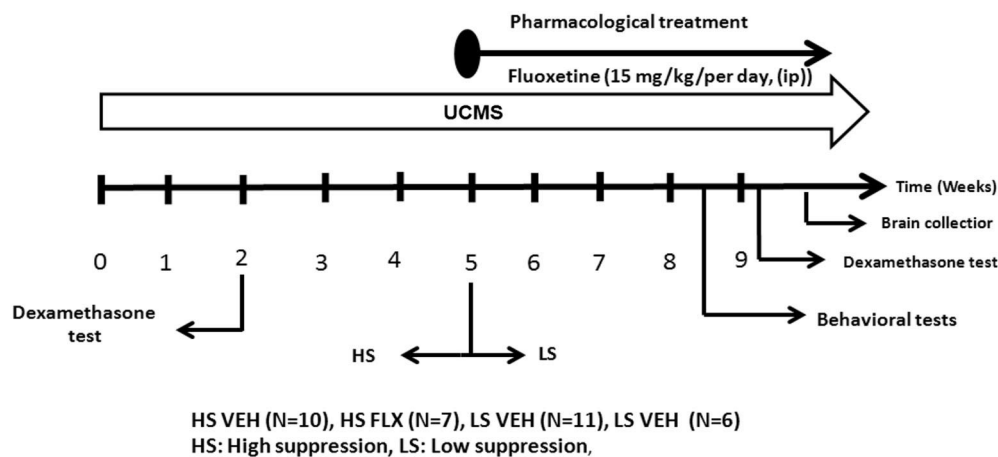 Pharmacological treatment
Fluoxetine (15 mg/kg/per day, (ip))
UCMS
Time (Weeks)
Brain collectior
0 1 2 3 4 5 6 7 8 9
Dexamethasone test
Dexamethasone
test
Behavioral tests
HS
LS
HS VEH (N=10), HS FLX (N=7), LS VEH (N=11), LS VEH (N=6)
HS: High suppression, LS: Low suppression,